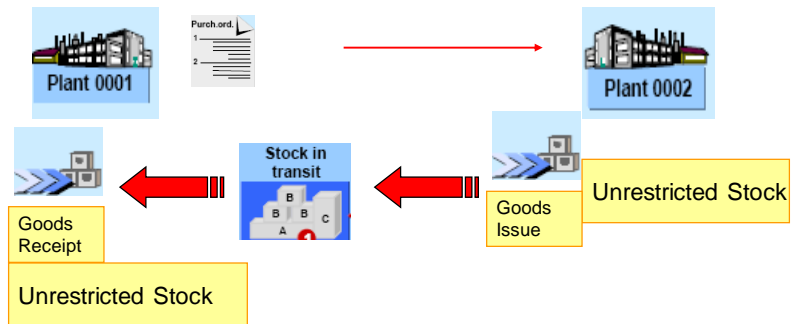 Purch.ord.
1
2
Plant 0001
Plant 0002
Stock in
transit
B
B B C
A
1
Goods
Issue
Unrestricted Stock
Goods
Receipt
Unrestricted Stock